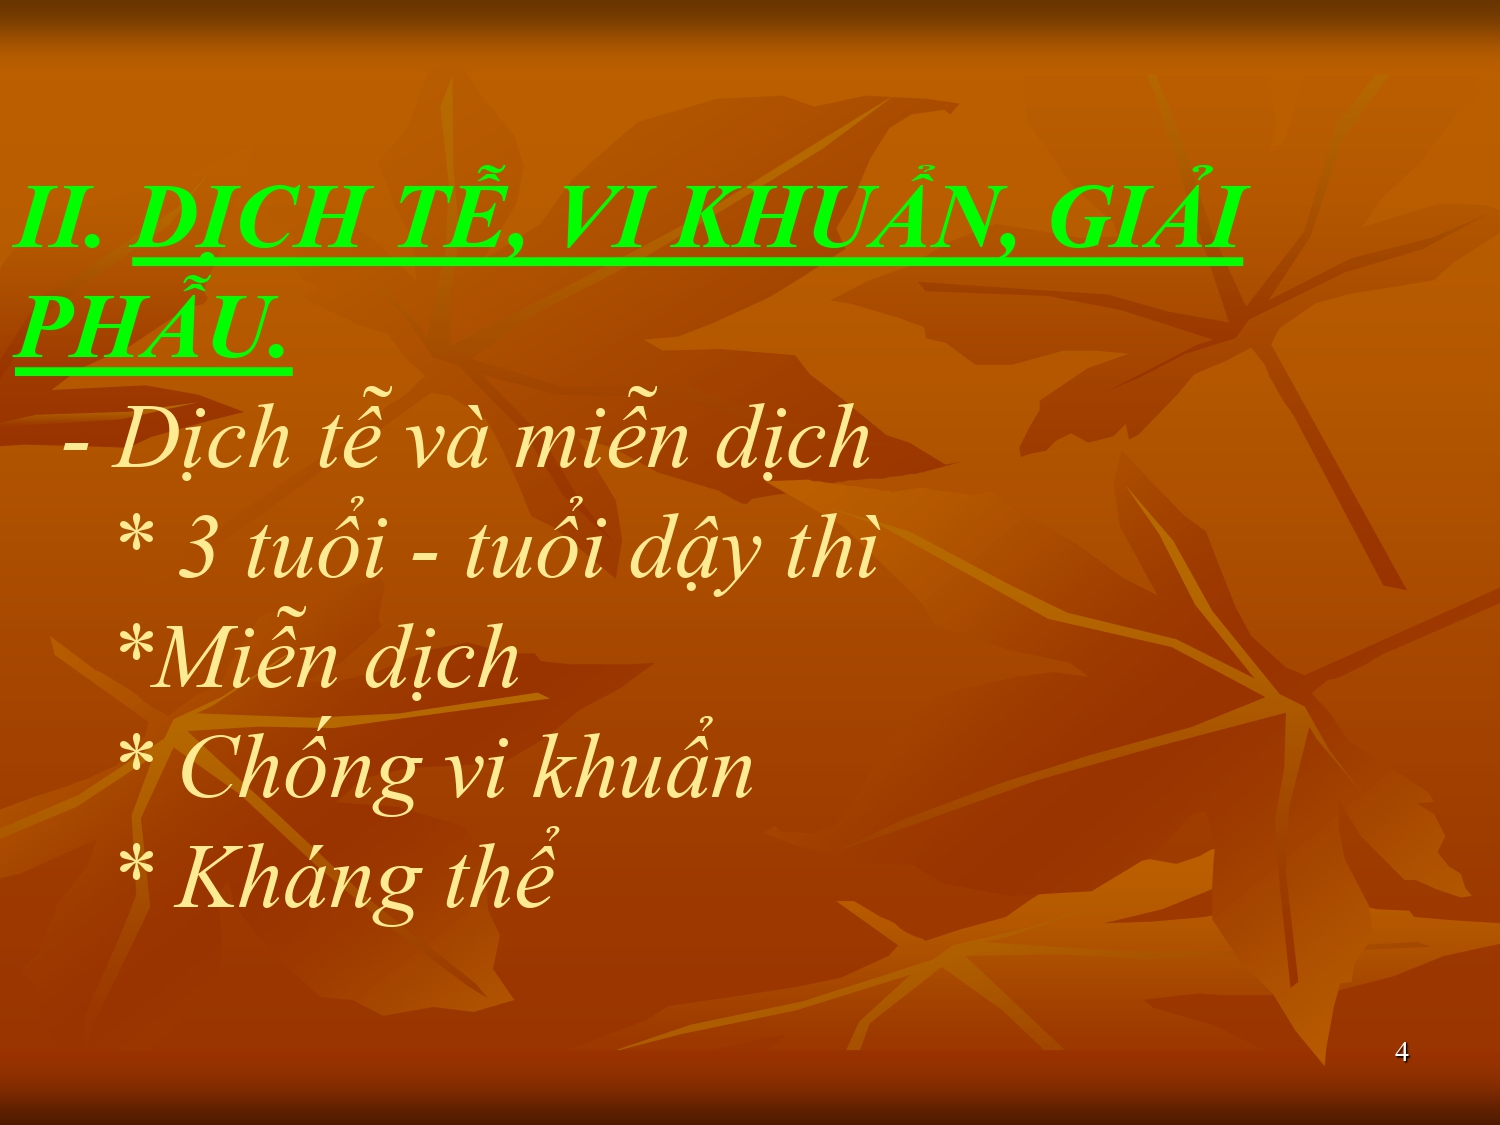 II. DỊCH TỄ, VI KHUẨN, GIẢI
PHẪU.
- Dịch tễ và miễn dịch
* 3 tuổi - tuổi dậy thì
*Miễn dịch
* Chống vi khuẩn
* Kháng thể
4